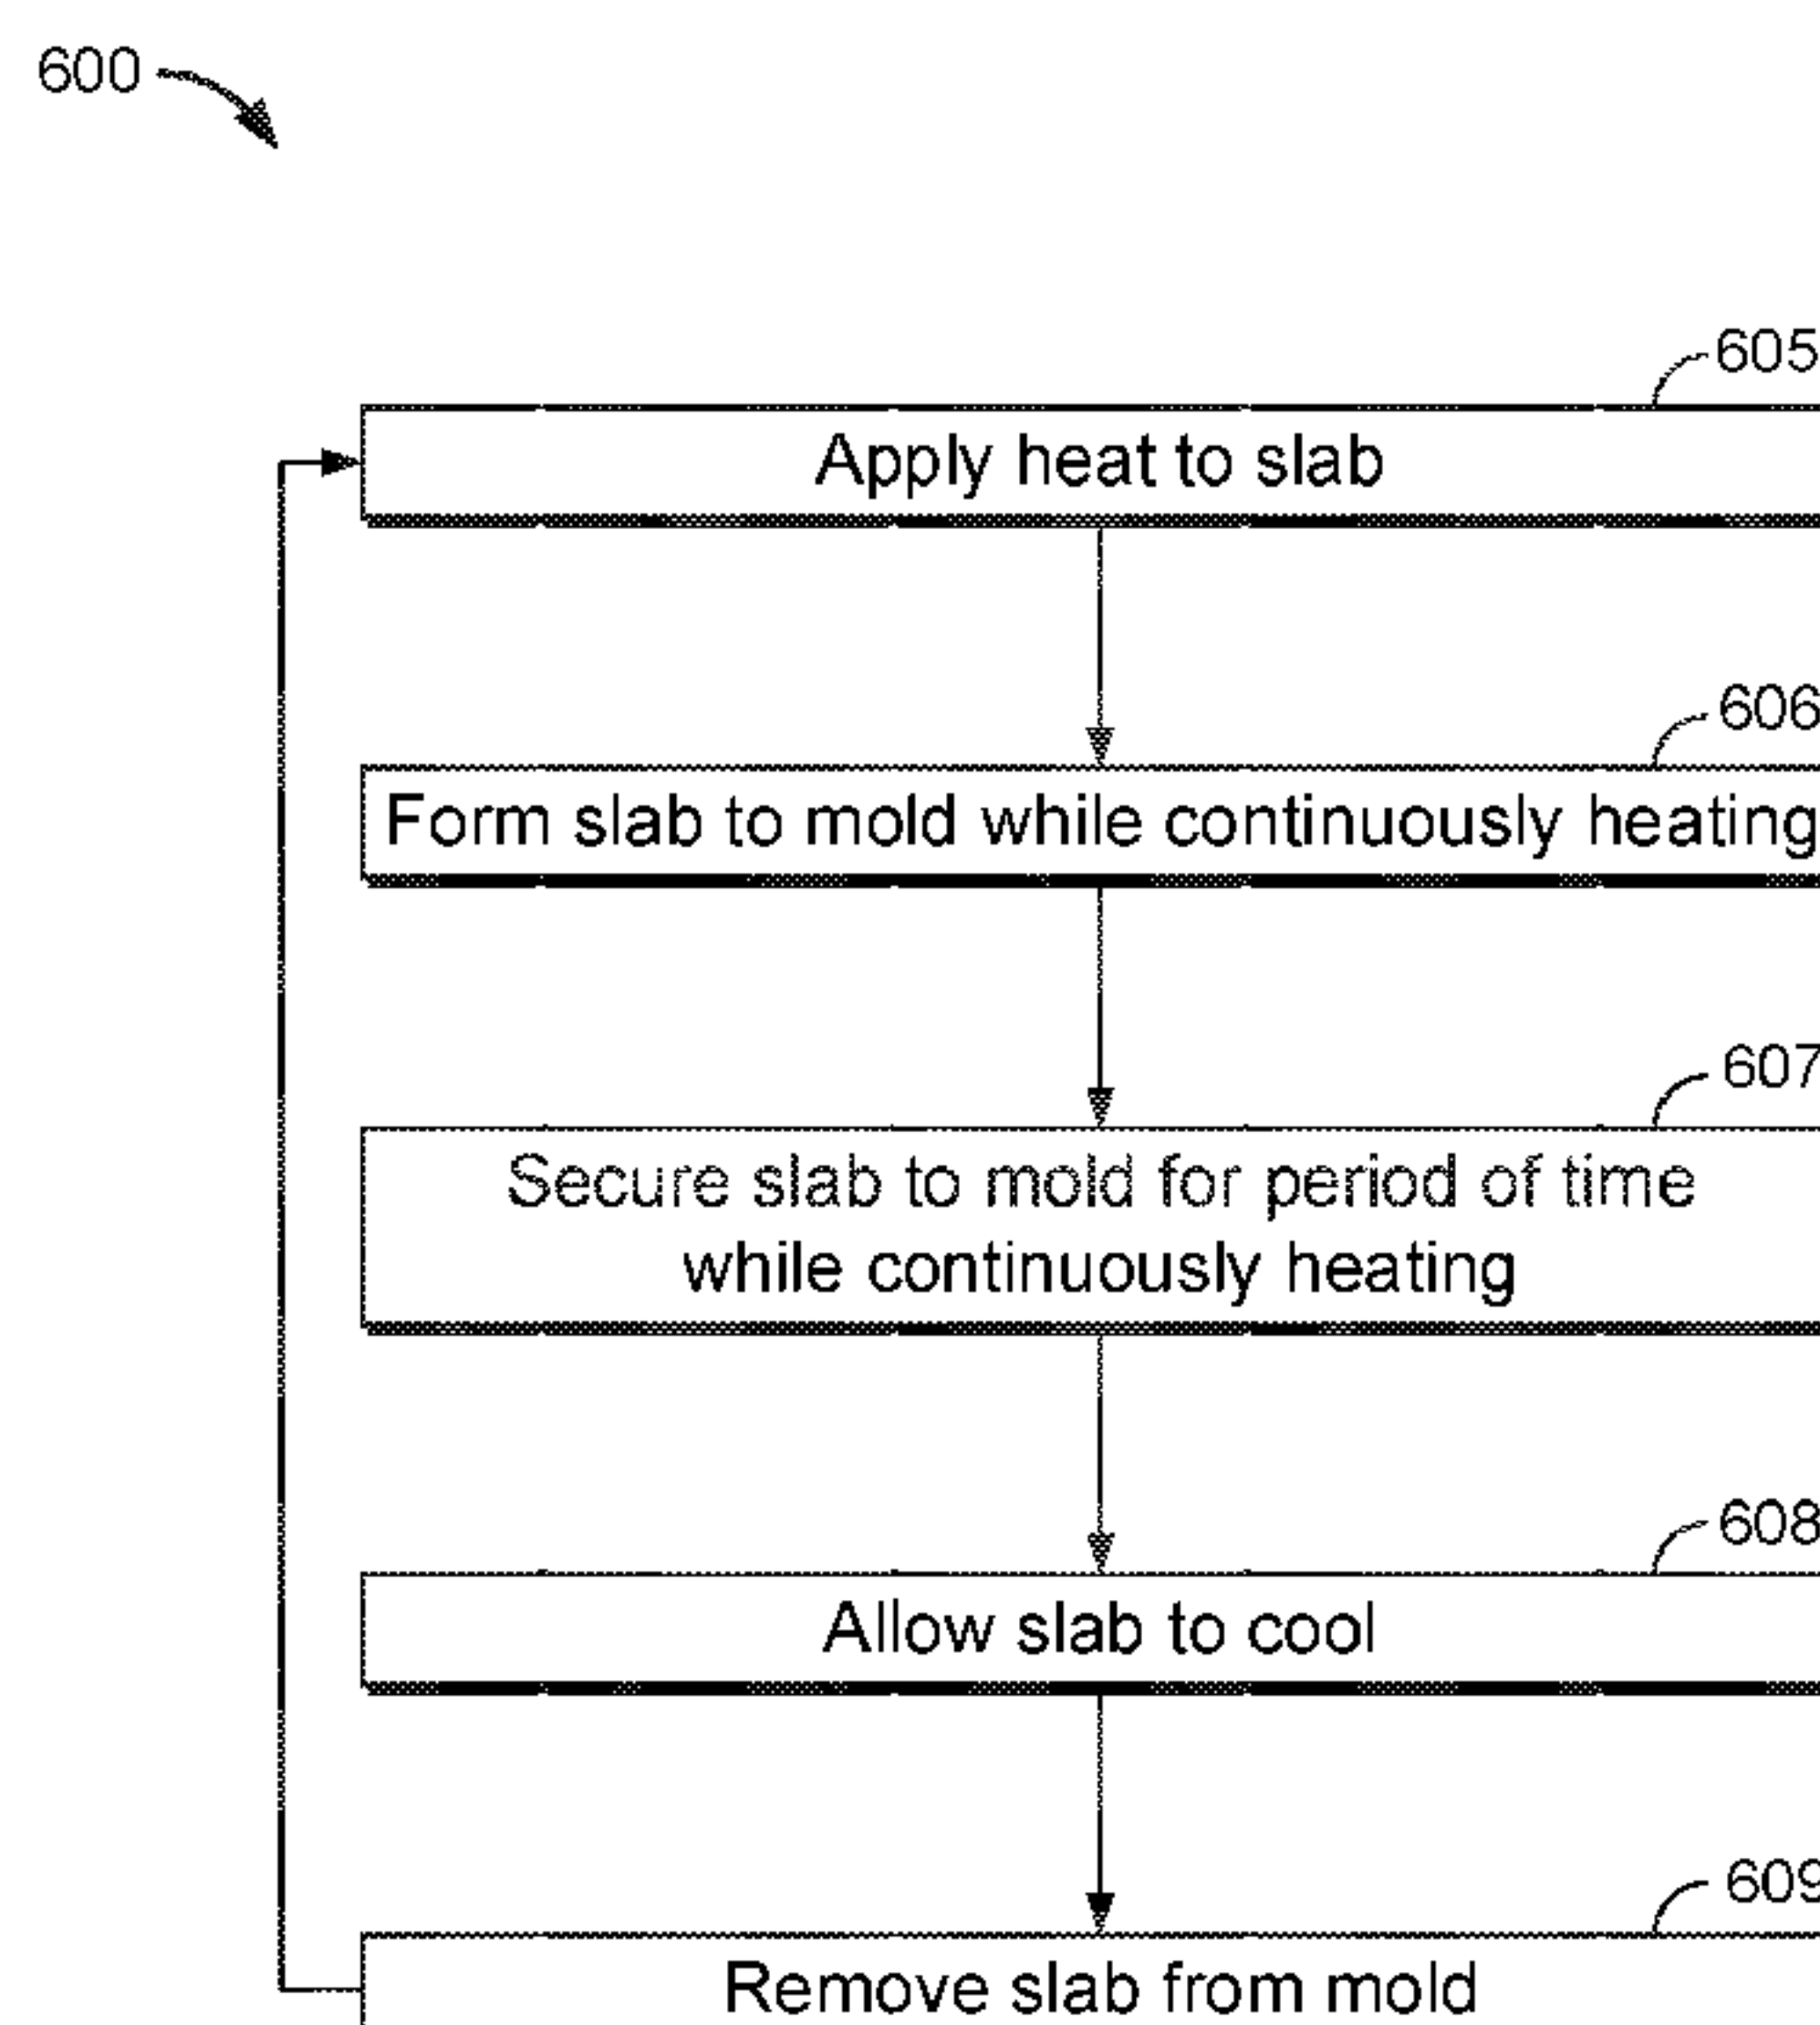 600
605
Apply heat to slab
606
Form slab to mold while continuously heating
607
Secure slab to mold for period of time
while continuously heating
608
Allow slab to cool
609
Remove slab from mold